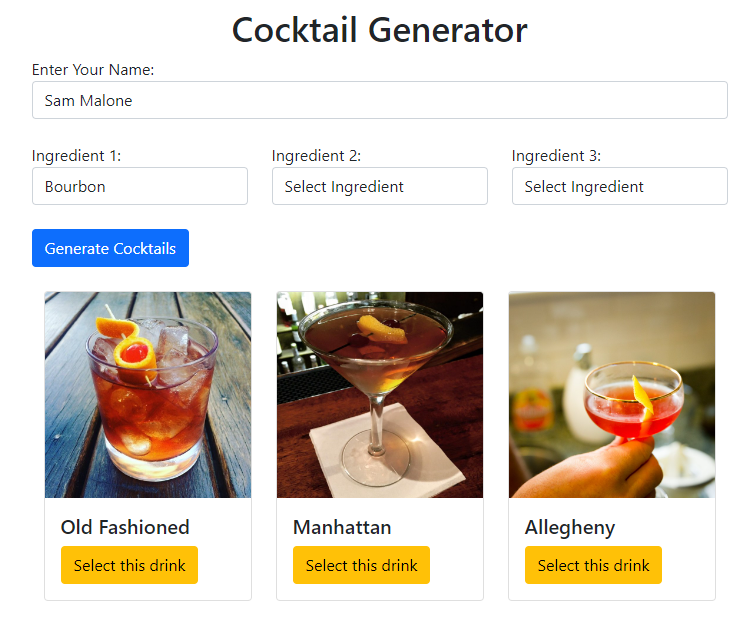 Cocktail Generator
Enter Your Name:
Sam Malone
Ingredient 1: Ingredient 2: Ingredient 3:
Bourbon Select Ingredient Select Ingredient
Generate Cocktails
Old Fashioned Manhattan Allegheny
Select this drink Select this drink Select this drink